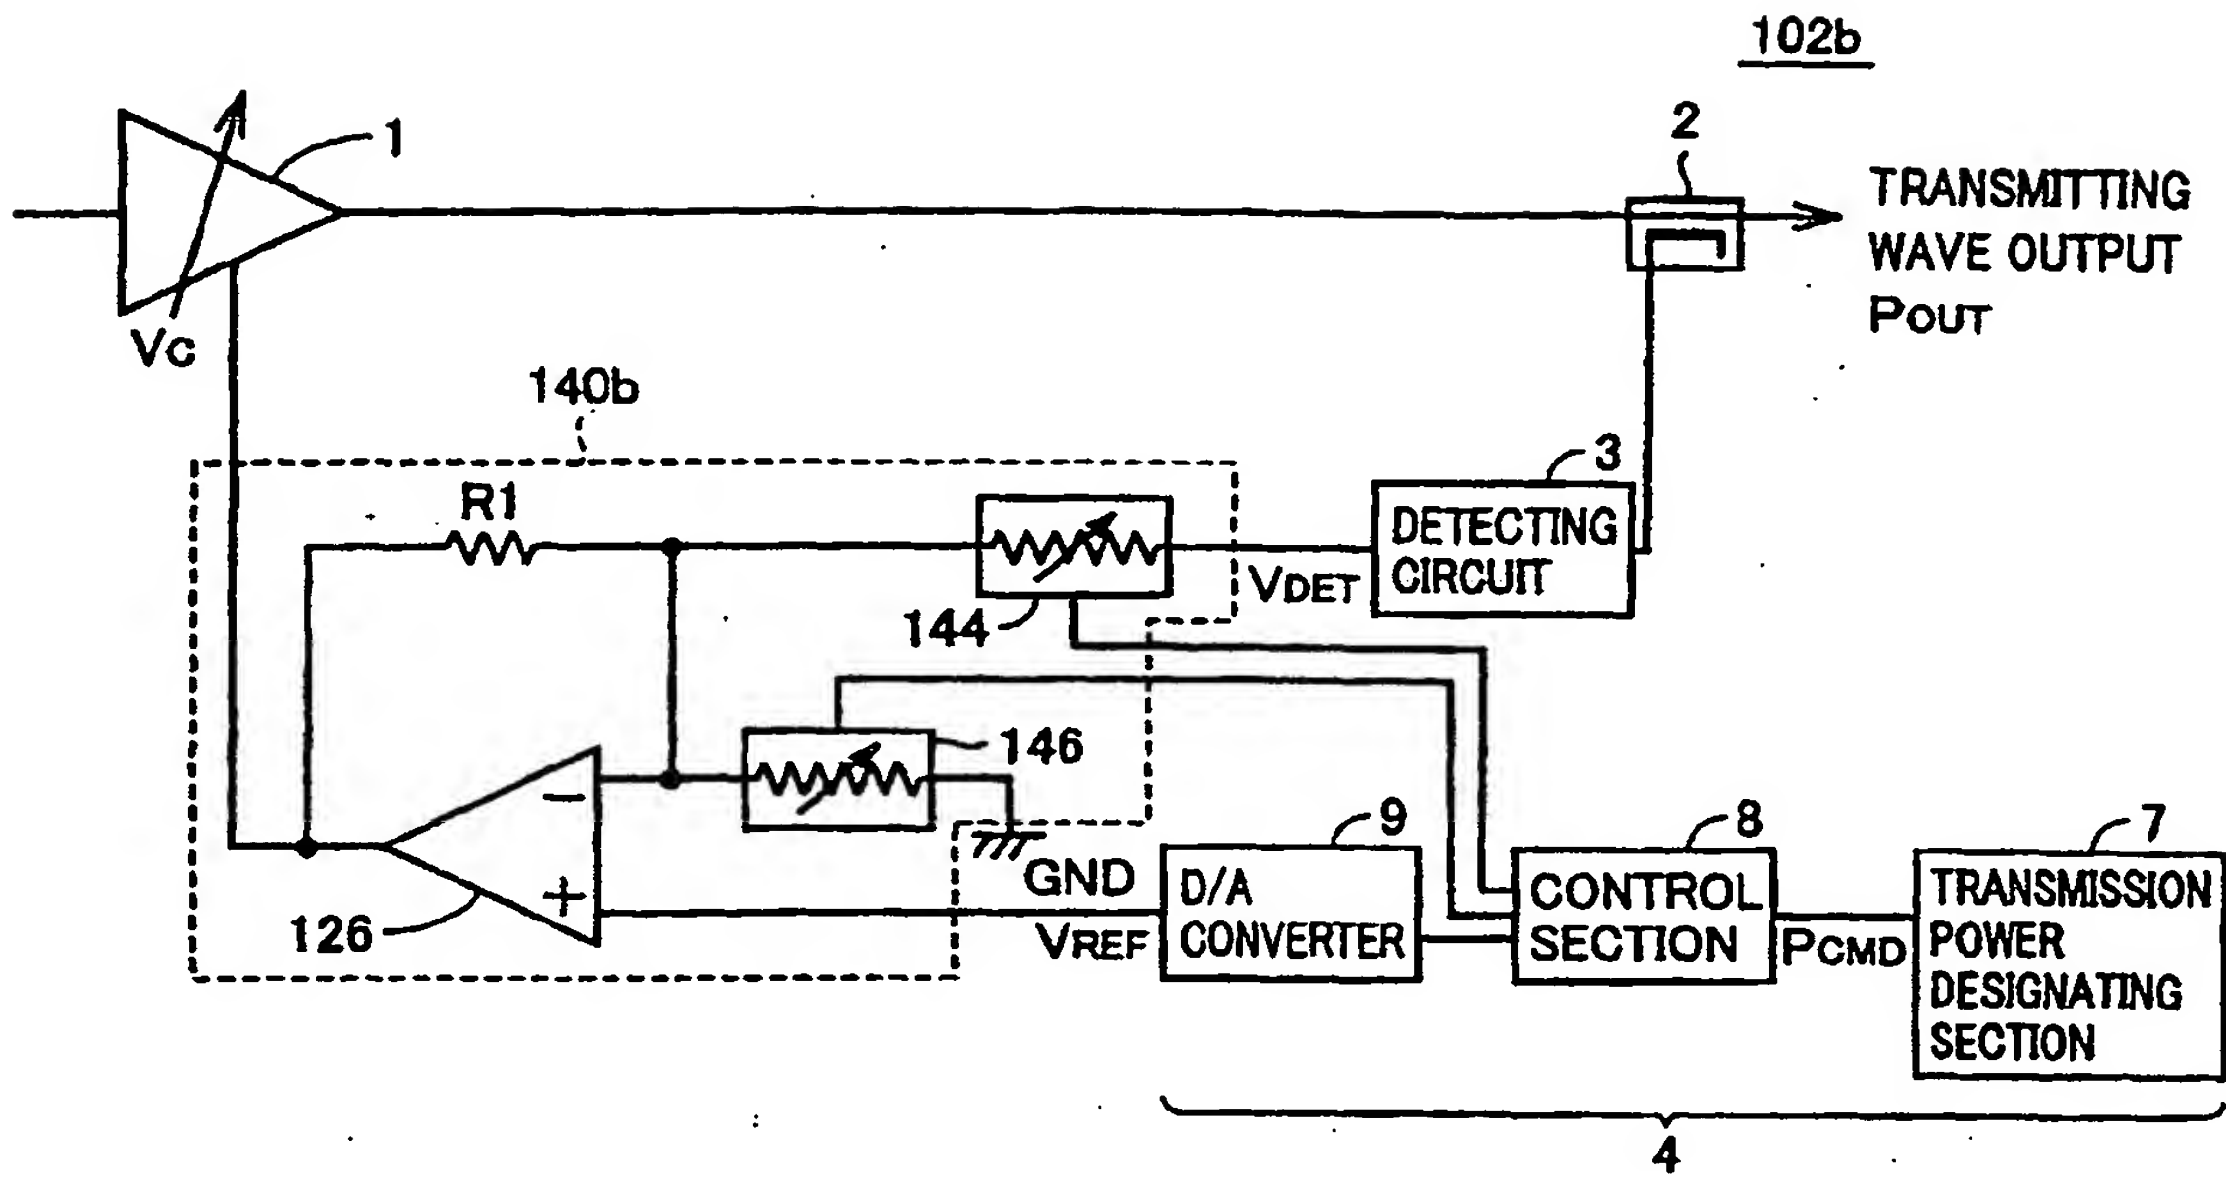 102b
1
2
TRANSMITTING
WAVE OUTPUT
POUT
VC
140b
3
R1
DETECTING
CIRCUIT
VDET
144
146
−
+
126
GND
VREF
9
D/A
CONVERTER
8
CONTROL
SECTION
PCMD
7
TRANSMISSION
POWER
DESIGNATING
SECTION
4